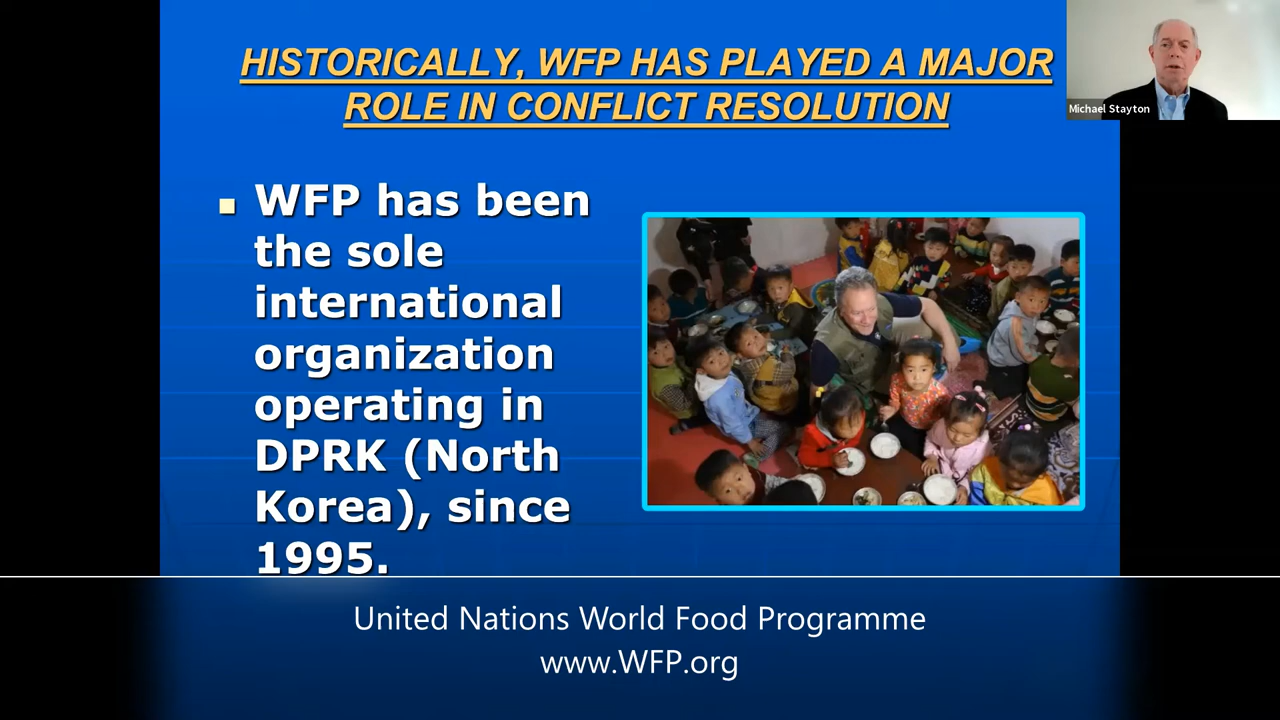 HISTORICALLY, WFP HAS PLAYED A MAJOR
ROLE IN CONFLICT RESOLUTION
Michael Stayton
WFP has been
the sole
international
organization
operating in
DPRK (North
Korea), since
1995.
United Nations World Food Programme
www.WFP.org